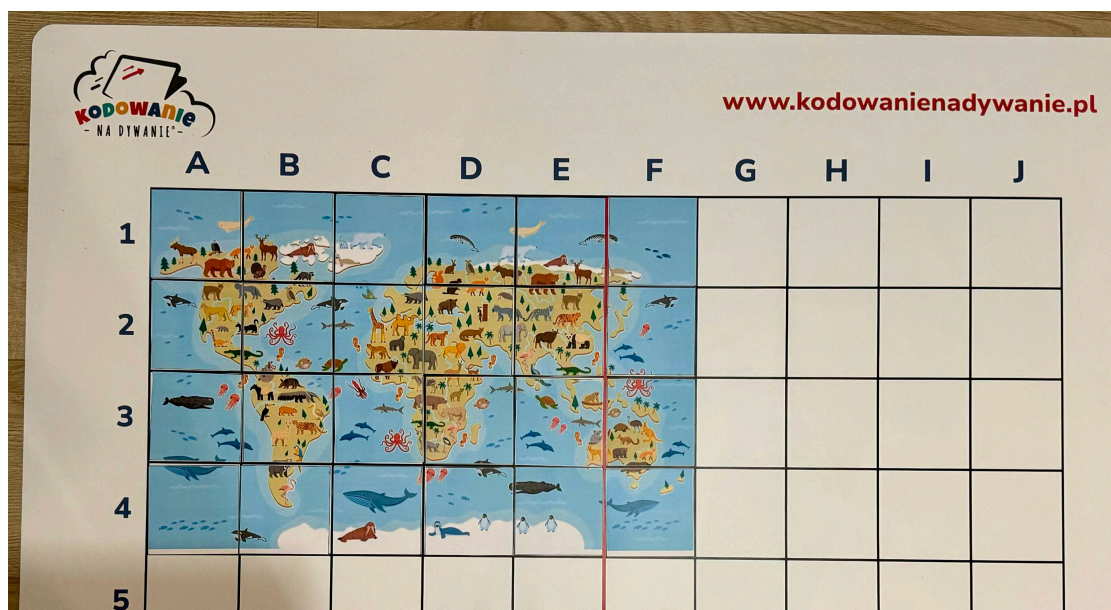 KODOWANIE
- NA DYWANIE® -
www.kodowanienadywanie.pl
A B C D E F G H I J
1
2
3
4
5